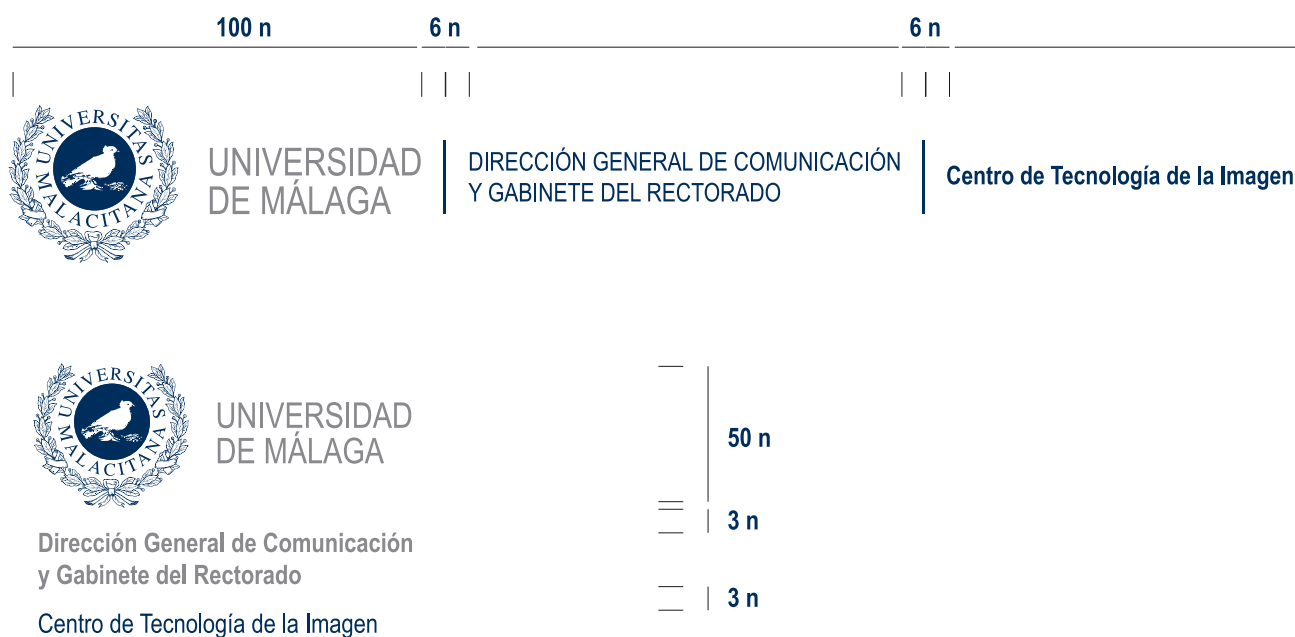 100 n
6 n
6 n
UNIVERSITAS MALACITANA
UNIVERSIDAD
DE MÁLAGA
DIRECCIÓN GENERAL DE COMUNICACIÓN
Y GABINETE DEL RECTORADO
Centro de Tecnología de la Imagen
UNIVERSITAS MALACITANA
UNIVERSIDAD
DE MÁLAGA
50 n
3 n
Dirección General de Comunicación
y Gabinete del Rectorado
3 n
Centro de Tecnología de la Imagen